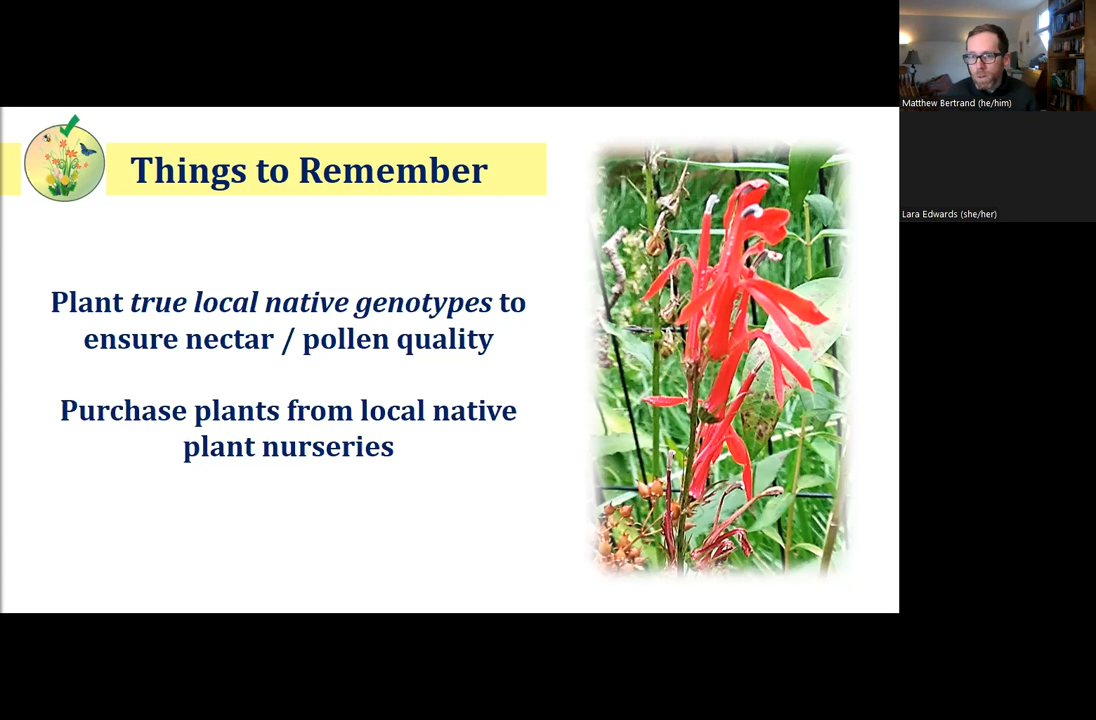 Things to Remember
Plant true local native genotypes to
ensure nectar / pollen quality
Purchase plants from local native
plant nurseries
Matthew Bertrand (he/him)
Lara Edwards (she/her)